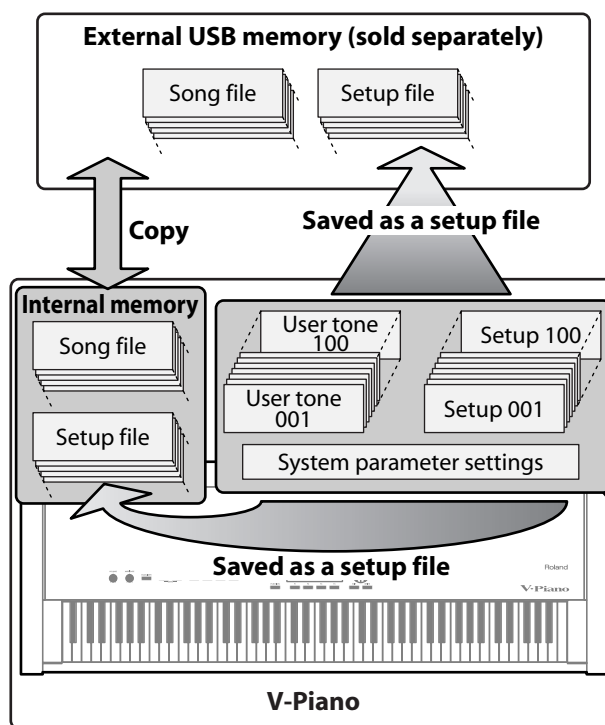 External USB memory (sold separately)
Song file
Setup file
Copy
Saved as a setup file
Internal memory
Song file
Setup file
User tone
100
User tone
001
Setup 100
Setup 001
System parameter settings
Saved as a setup file
Roland
V-Piano
V-Piano